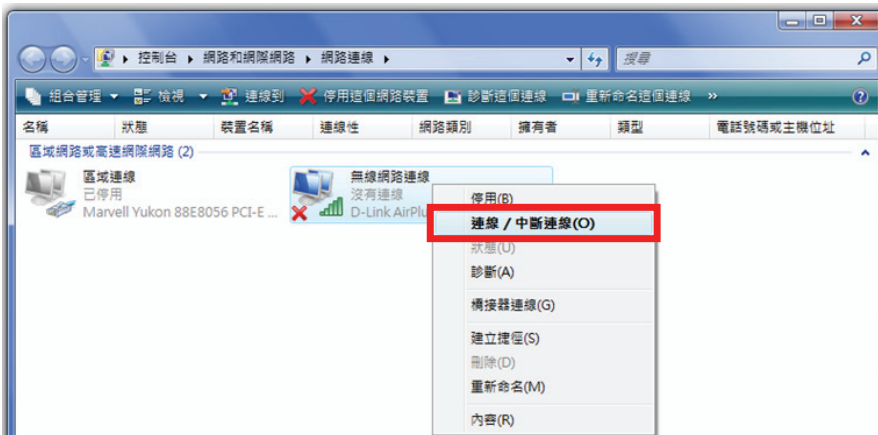 控制台 ▸ 網路和網際網路 ▸ 網路連線 ▸ 搜尋
組合管理 檢視 連線到 停用這個網路裝置 診斷這個連線 重新命名這個連線 »
名稱 狀態 裝置名稱 連線性 網路類別 擁有者 類型 電話號碼或主機位址
區域網路或高速網際網路 (2)
區域連線
已停用
Marvell Yukon 88E8056 PCI-E ...
無線網路連線
沒有連線
D-Link AirPlu
停用(B)
連線 / 中斷連線(O)
狀態(U)
診斷(A)
橋接器連線(G)
建立捷徑(S)
刪除(D)
重新命名(M)
內容(R)